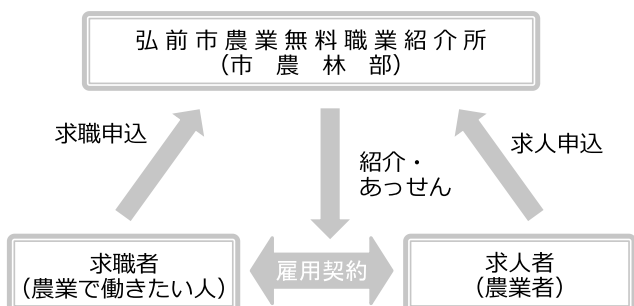 弘前市農業無料職業紹介所
（市　農　林　部）
求職申込
求人申込
紹介・
あっせん
求職者
（農業で働きたい人）
雇用契約
求人者
（農業者）